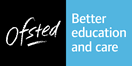 Ofsted
Better
education
and care